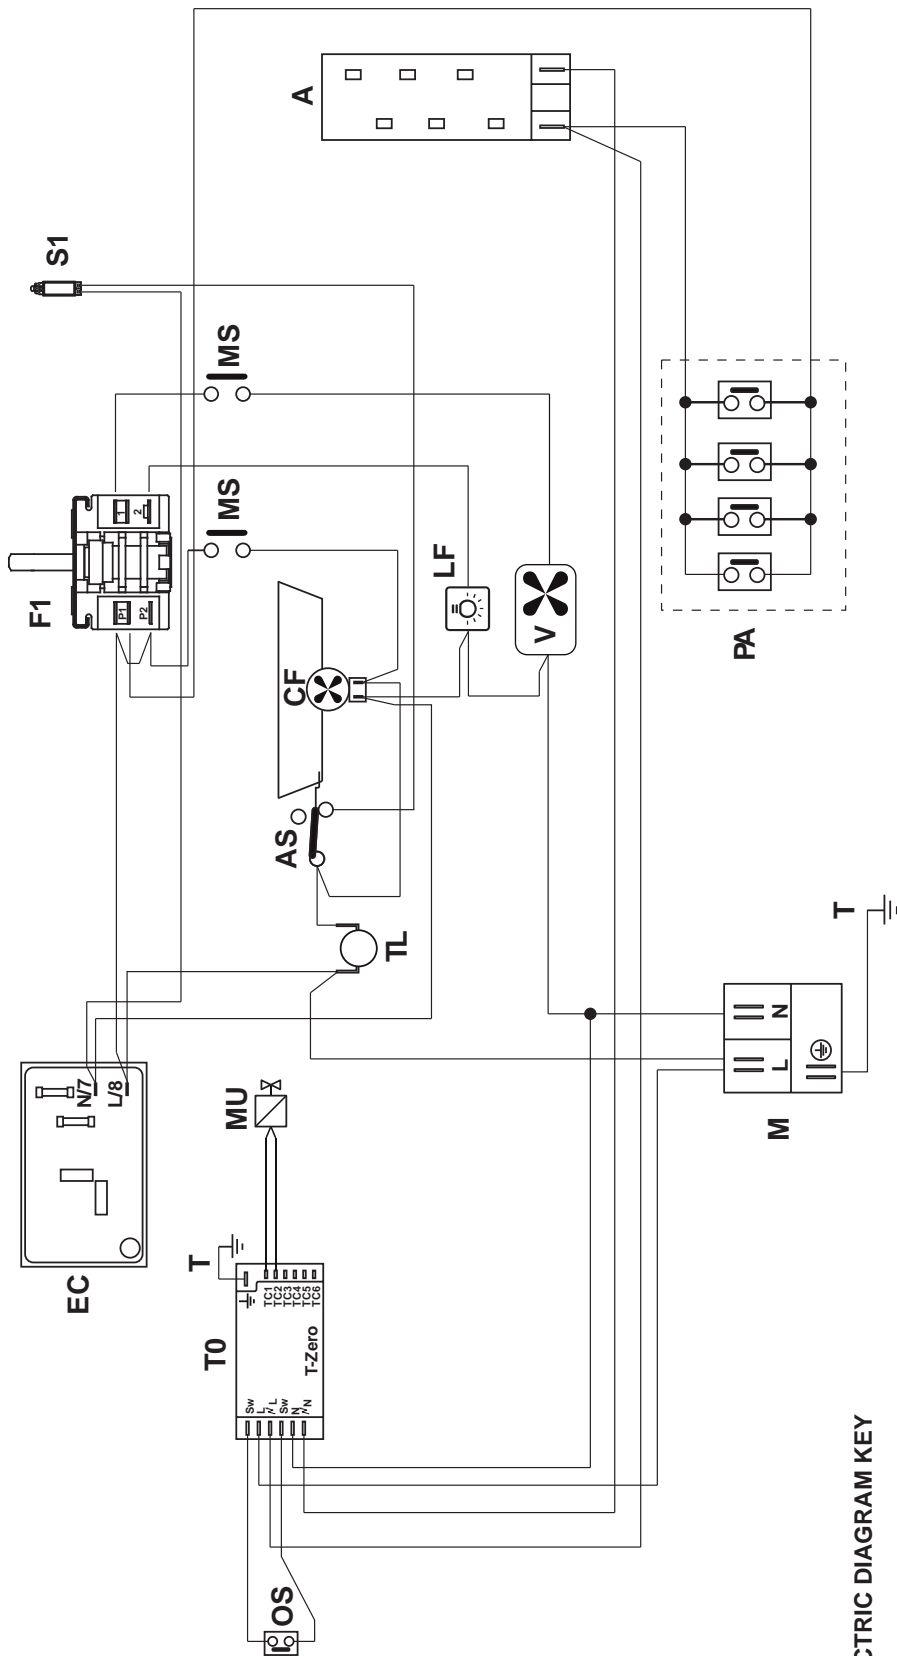 EC
N/7
L/8
F1
P1
P2
1
2
S1
T0
T
Sw
L
L
Sw
N
N
T-Zero
TC1
TC2
TC3
TC4
TC5
TC6
MU
OS
AS
CF
MS
MS
A
TL
LF
V
PA
M
L
N
T
CTRIC DIAGRAM KEY